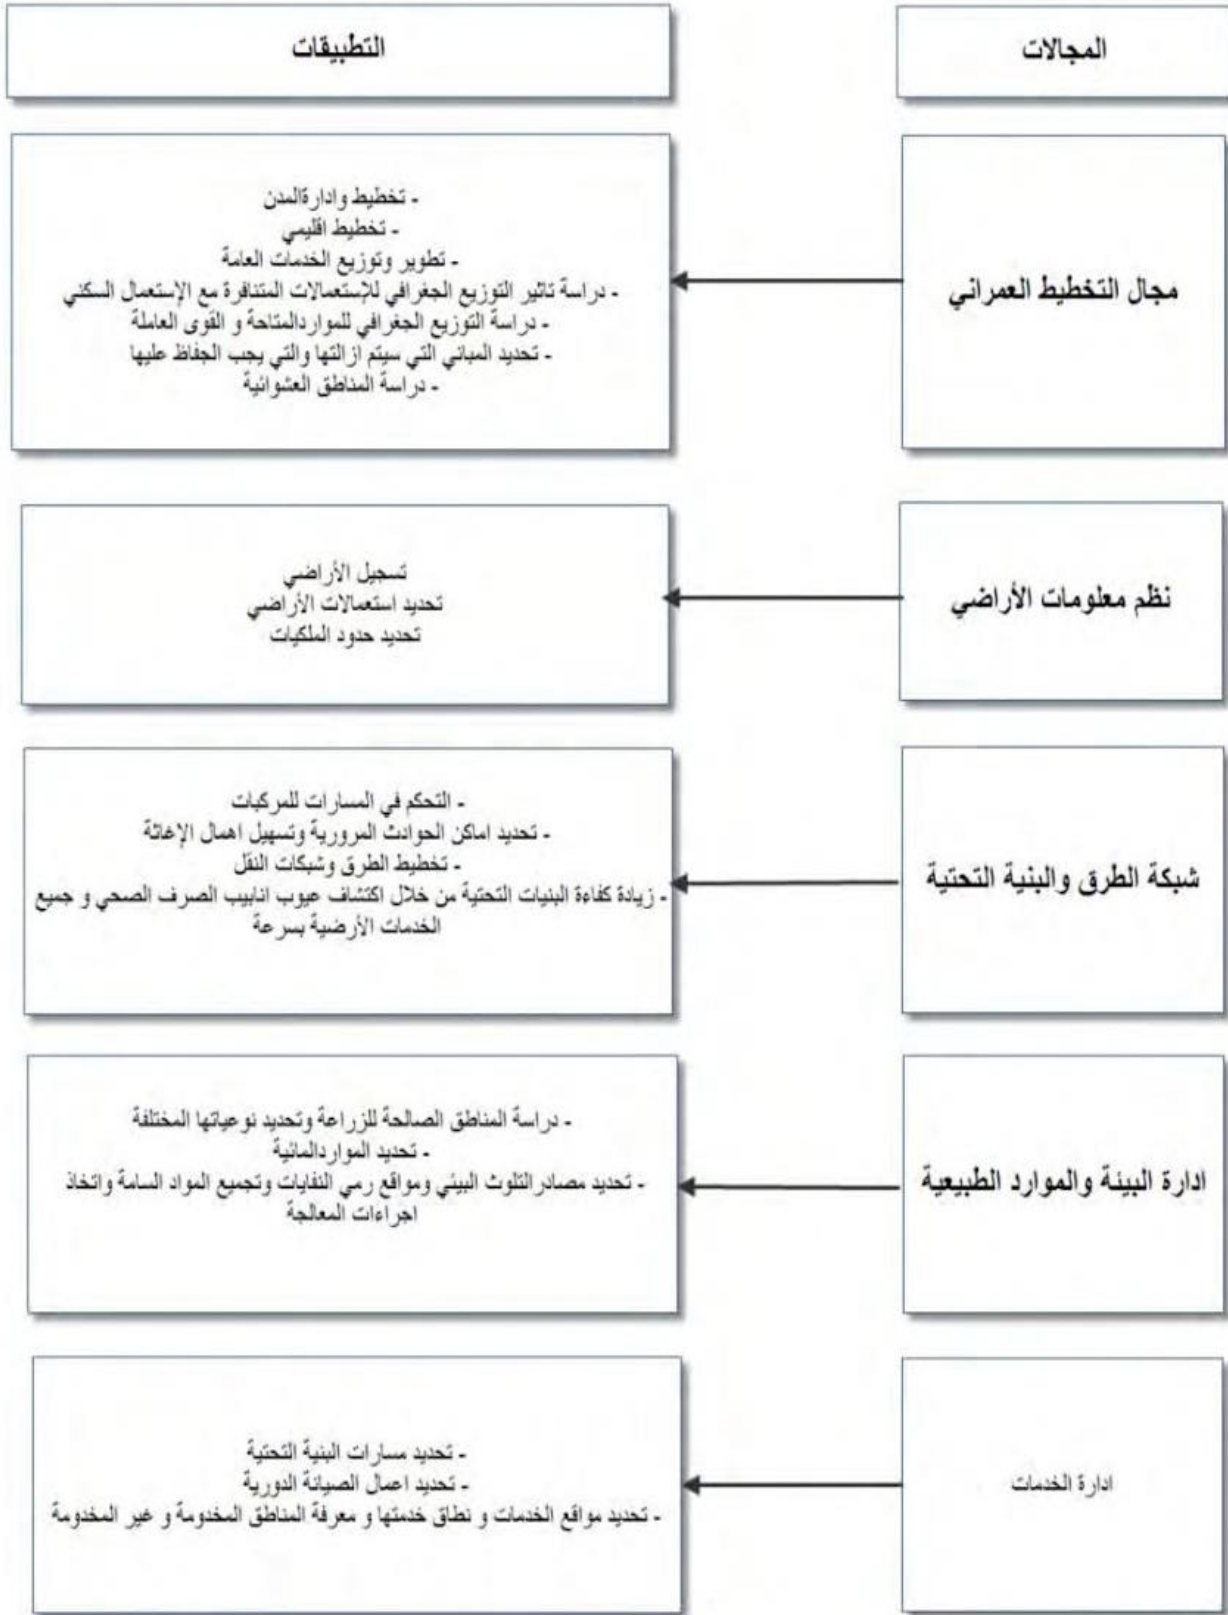 المجالات
التطبيقات
مجال التخطيط العمراني
- تخطيط وادارةالمدن
- تخطيط اقليمي
- تطوير وتوزيع الخدمات العامة
- دراسة تاثير التوزيع الجغرافي للإستعمالات المتنافرة مع الإستعمال السكني
- دراسة التوزيع الجغرافي للمواردالمتاحة و القوى العاملة
- تحديد المباني التي سيتم ازالتها والتي يجب الجفاظ عليها
- دراسة المناطق العشوائية
نظم معلومات الأراضي
تسجيل الأراضي
تحديد استعمالات الأراضي
تحديد حدود الملكيات
شبكة الطرق والبنية التحتية
- التحكم في المسارات للمركبات
- تحديد اماكن الحوادث المرورية وتسهيل اهمال الإغاثة
- تخطيط الطرق وشبكات النقل
- زيادة كفاءة البنيات التحتية من خلال اكتشاف عيوب انابيب الصرف الصحي و جميع
الخدمات الأرضية بسرعة
ادارة البيئة والموارد الطبيعية
- دراسة المناطق الصالحة للزراعة وتحديد نوعياتها المختلفة
- تحديد المواردالمائية
- تحديد مصادر التلوث البيئي ومواقع رمي النفايات وتجميع المواد السامة واتخاذ
اجراءات المعالجة
ادارة الخدمات
- تحديد مسارات البنية التحتية
- تحديد اعمال الصيانة الدورية
- تحديد مواقع الخدمات و نطاق خدمتها و معرفة المناطق المخدومة و غير المخدومة